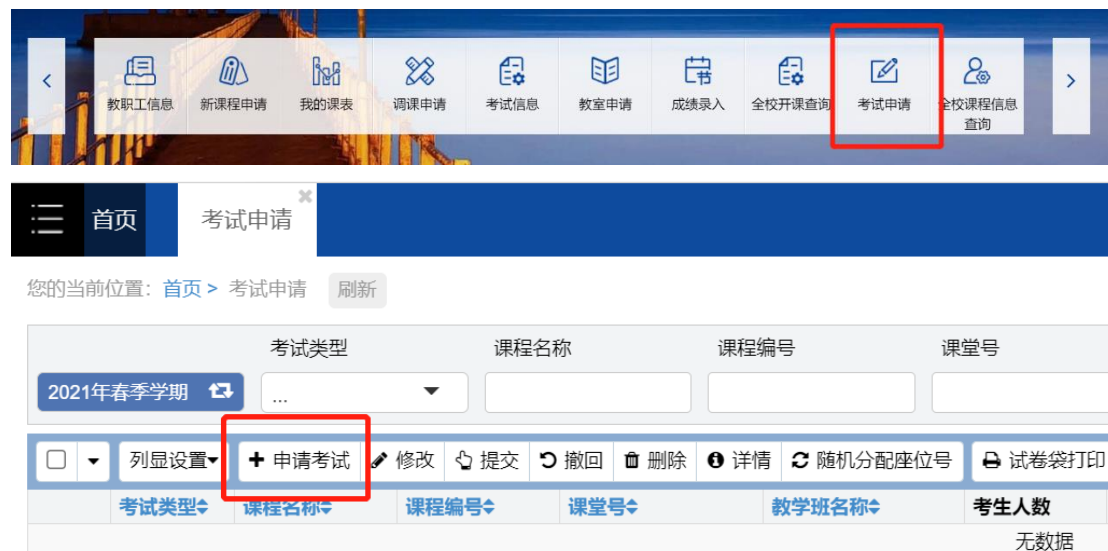 教职工信息 新课程申请 我的课表 调课申请 考试信息 教室申请 成绩录入 全校开课查询 考试申请 全校课程信息
查询
首页 考试申请
您的当前位置: 首页 > 考试申请 刷新
考试类型 课程名称 课程编号 课堂号
2021年春季学期 ...
列显设置 申请考试 修改 提交 撤回 删除 详情 随机分配座位号 试卷袋打印
考试类型 课程名称 课程编号 课堂号 教学班名称 考生人数
无数据